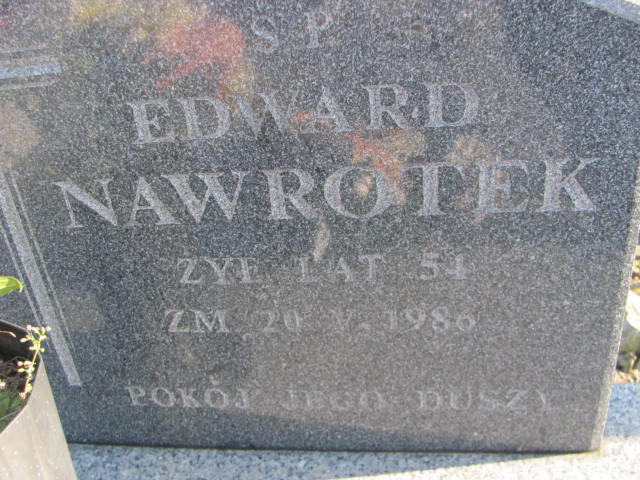 Ś P
EDWARD
NAWROTEK
ŻYŁ LAT 54
ZM. 20 V. 1986
POKÓJ JEGO DUSZY